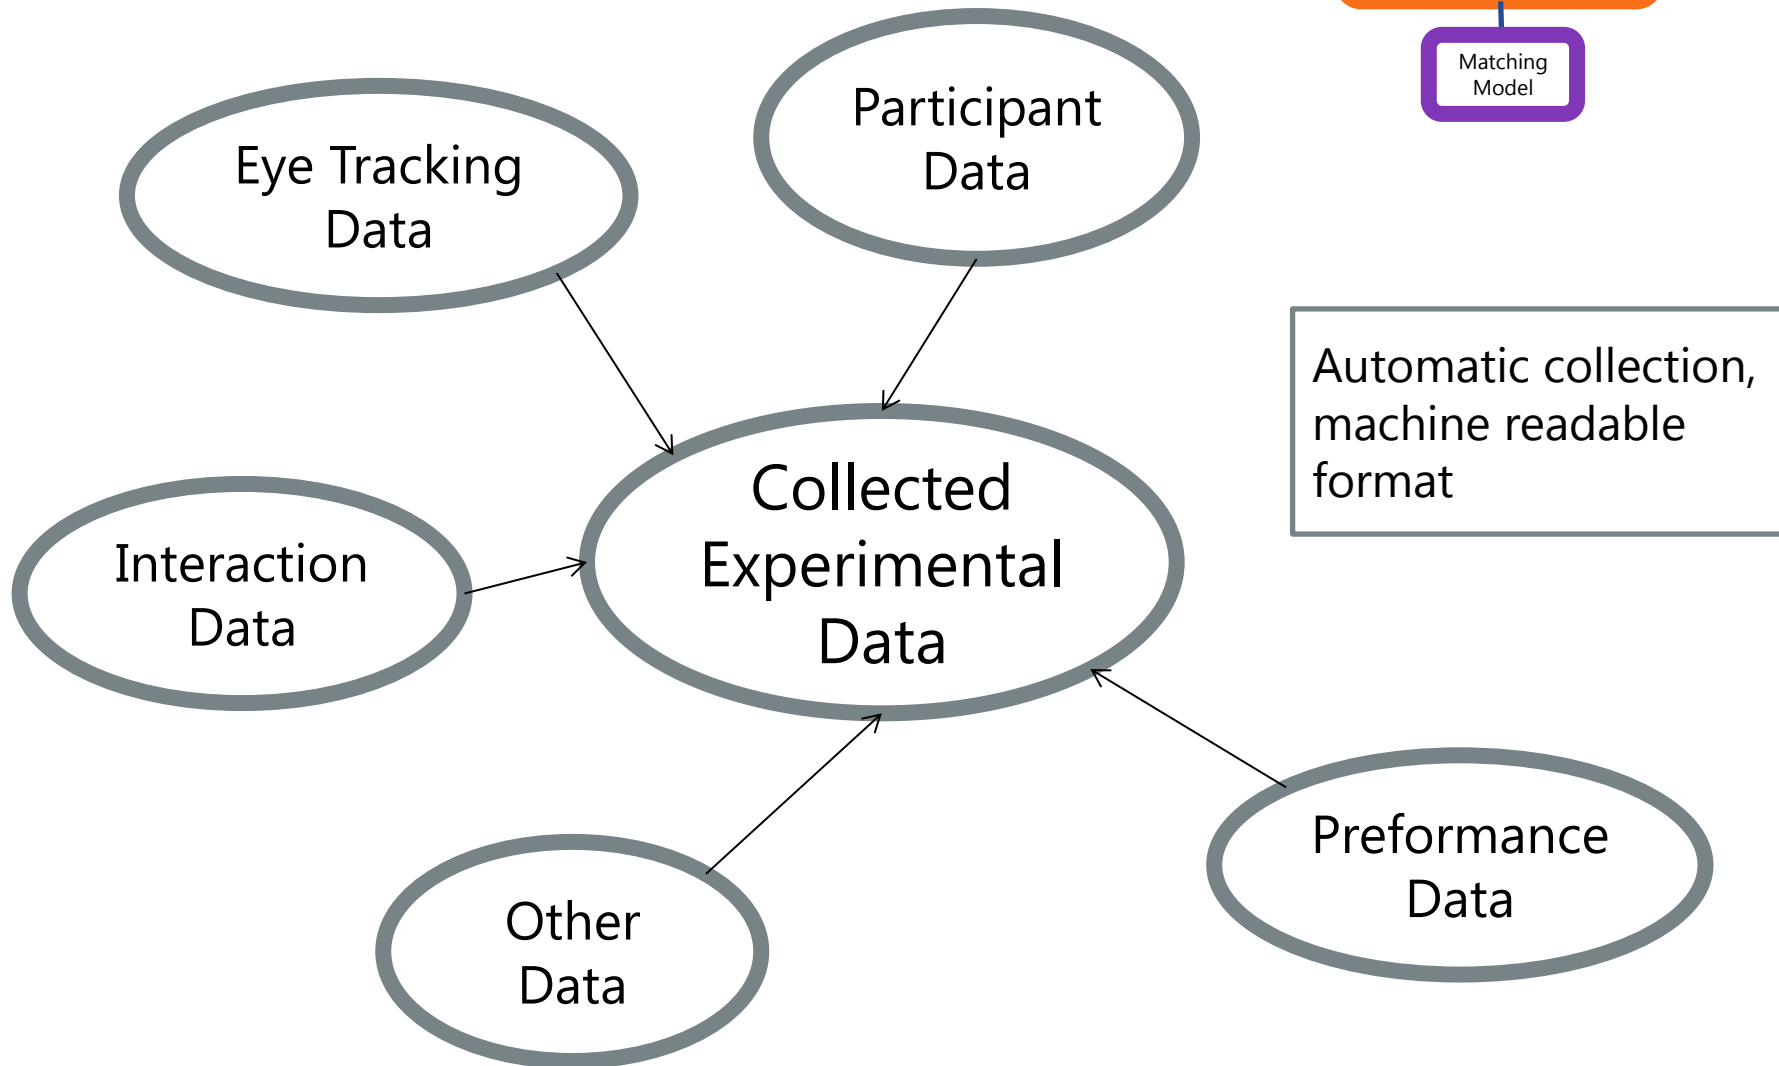 Matching
Model
Participant
Data
Eye Tracking
Data
Automatic collection,
machine readable
format
Collected
Experimental
Data
Interaction
Data
Preformance
Data
Other
Data